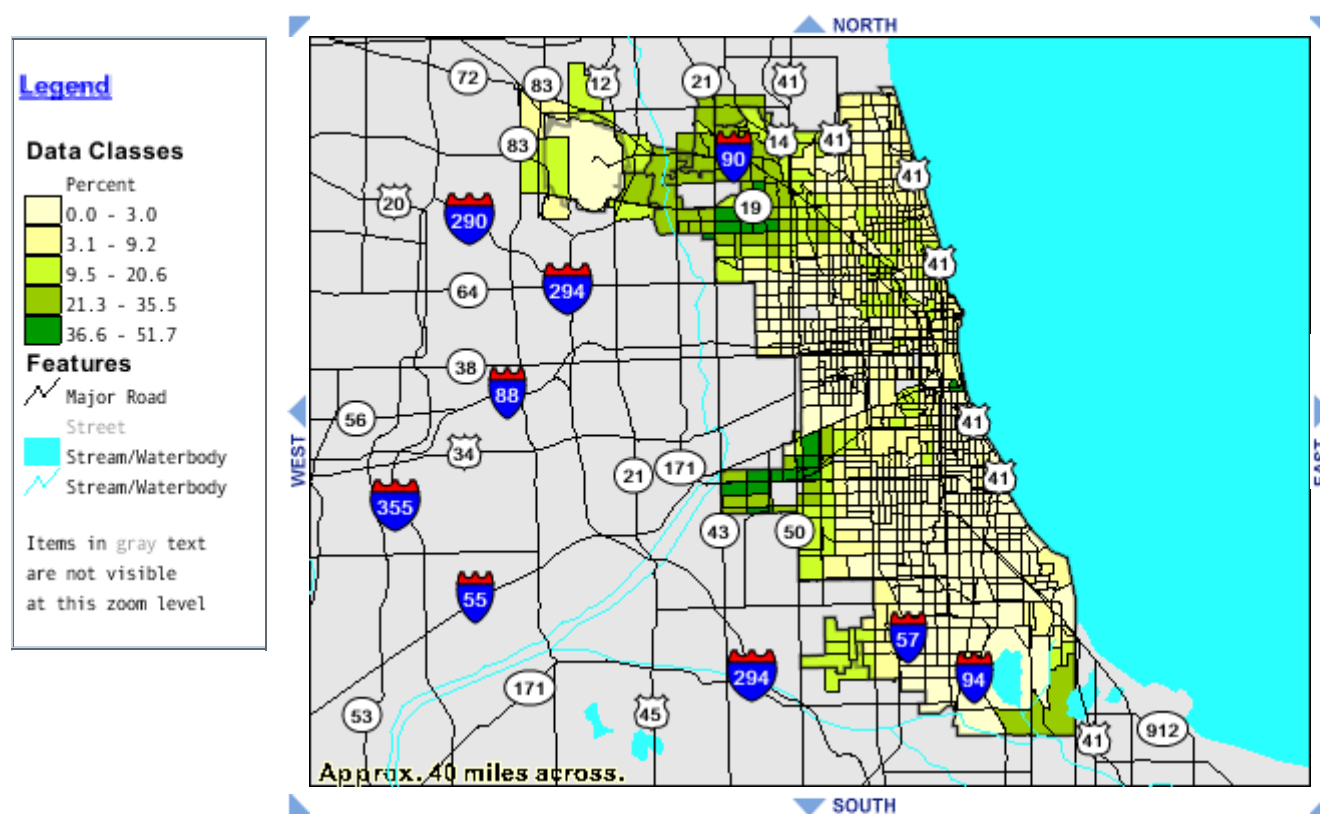 NORTH
Legend
Data Classes
Percent
0.0 - 3.0
3.1 - 9.2
9.5 - 20.6
21.3 - 35.5
36.6 - 51.7
Features
Major Road
Street
Stream/Waterbody
Stream/Waterbody
Items in gray text
are not visible
at this zoom level
72
83
12
21
41
83
90
14
41
41
20
290
19
41
294
64
38
88
56
41
34
21
171
41
355
43
50
55
57
294
94
171
53
45
41
912
WEST
EAST
Approx. 40 miles across.
SOUTH